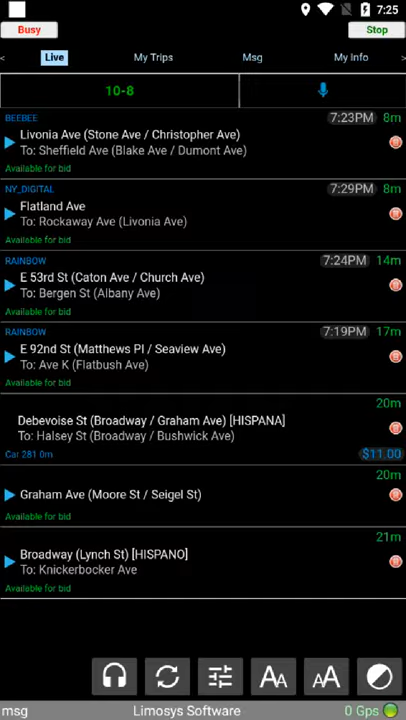 7:25
Busy
Stop
< Live My Trips Msg My Info >
10-8
BEEBEE 7:23PM 8m
Livonia Ave (Stone Ave / Christopher Ave)
To: Sheffield Ave (Blake Ave / Dumont Ave)
Available for bid
NY_DIGITAL 7:29PM 8m
Flatland Ave
To: Rockaway Ave (Livonia Ave)
Available for bid
RAINBOW 7:24PM 14m
E 53rd St (Caton Ave / Church Ave)
To: Bergen St (Albany Ave)
Available for bid
RAINBOW 7:19PM 17m
E 92nd St (Matthews Pl / Seaview Ave)
To: Ave K (Flatbush Ave)
Available for bid
20m
Debevoise St (Broadway / Graham Ave) [HISPANA]
To: Halsey St (Broadway / Bushwick Ave)
Car 281 0m $11.00
20m
Graham Ave (Moore St / Seigel St)
Available for bid
21m
Broadway (Lynch St) [HISPANO]
To: Knickerbocker Ave
Available for bid
AA AA
msg Limosys Software 0 Gps